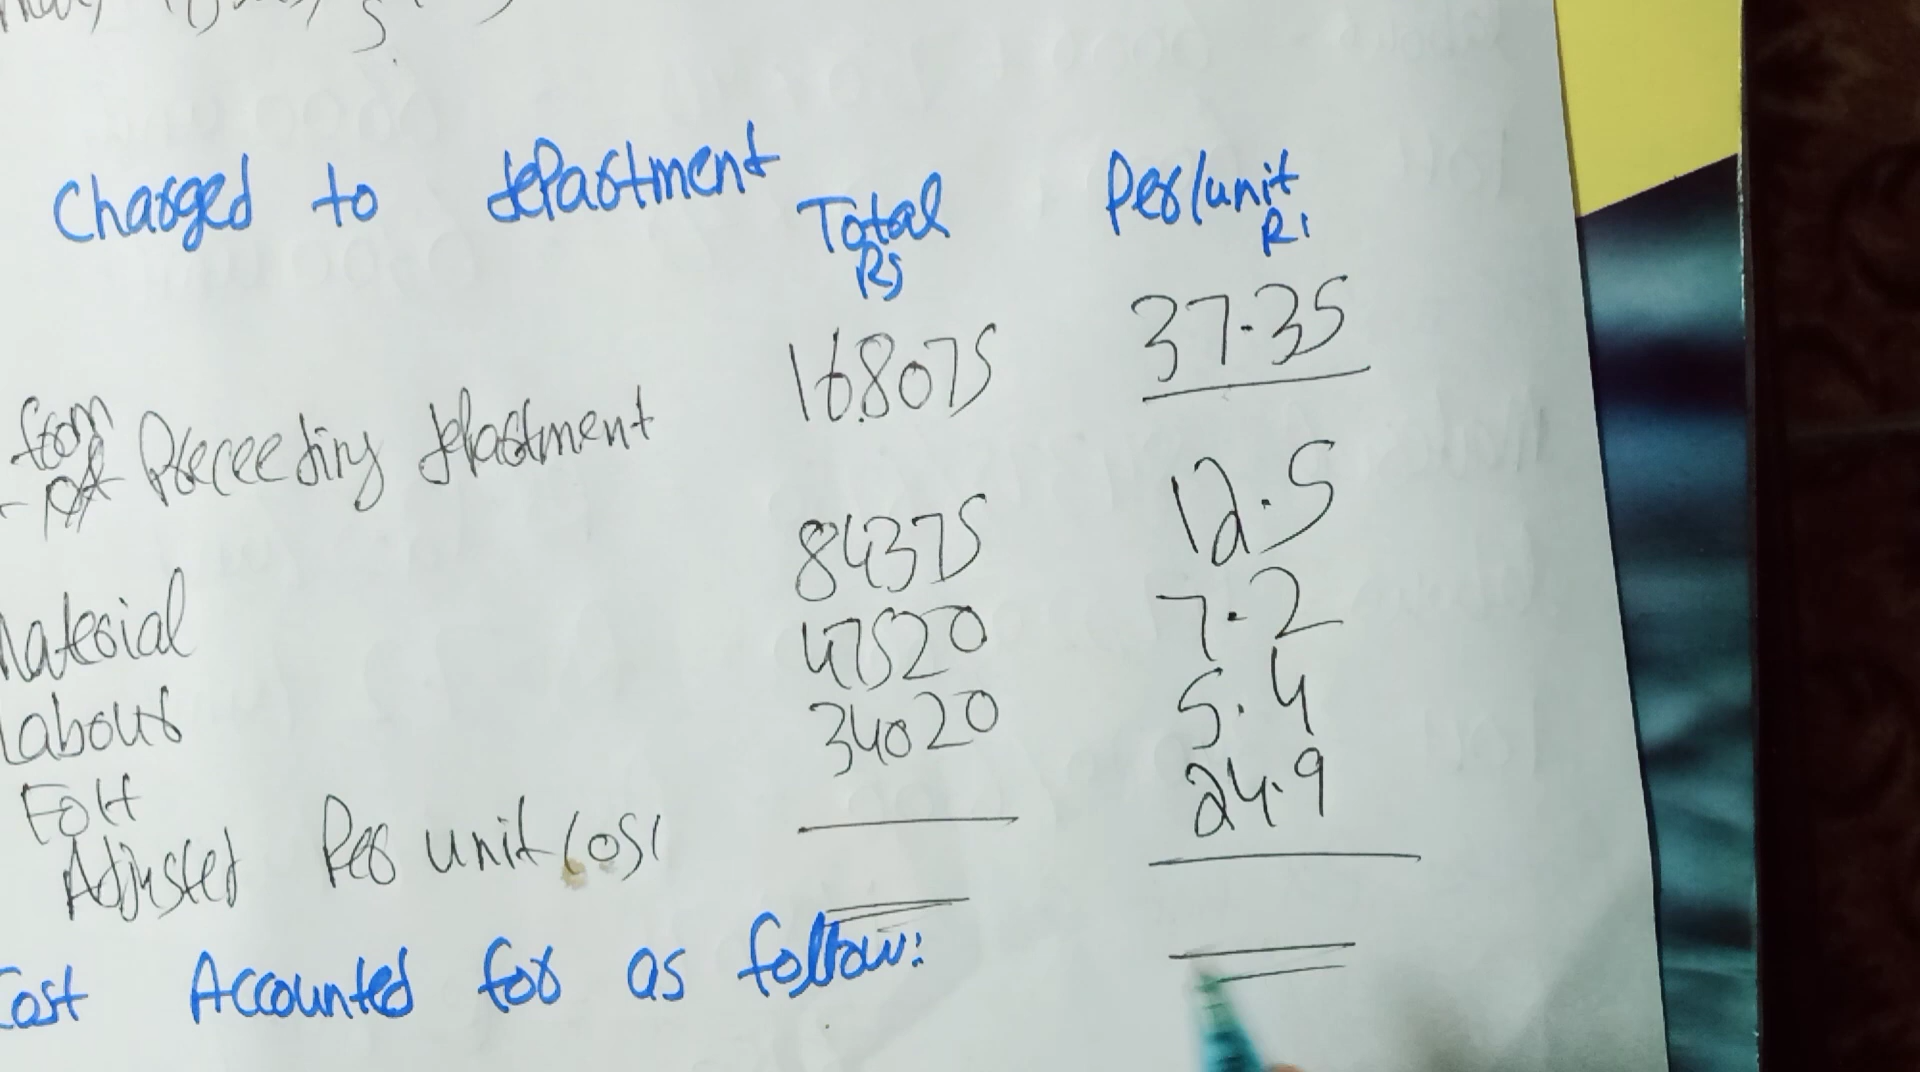 Charged to department Total Per/unit
Rs Rs
from Preceeding department 168075 37.35
Material 84375 12.5
Labour 47520 7.2
FOH 34020 5.4
Adjusted Per unit Cost 24.9
Cost Accounted for as follow: